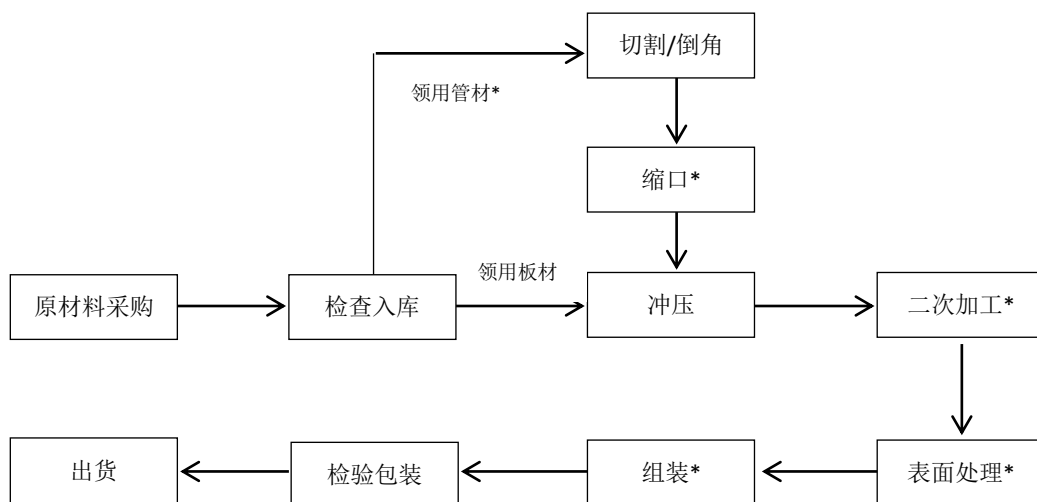 切割/倒角
领用管材*
缩口*
领用板材
原材料采购
检查入库
冲压
二次加工*
出货
检验包装
组装*
表面处理*